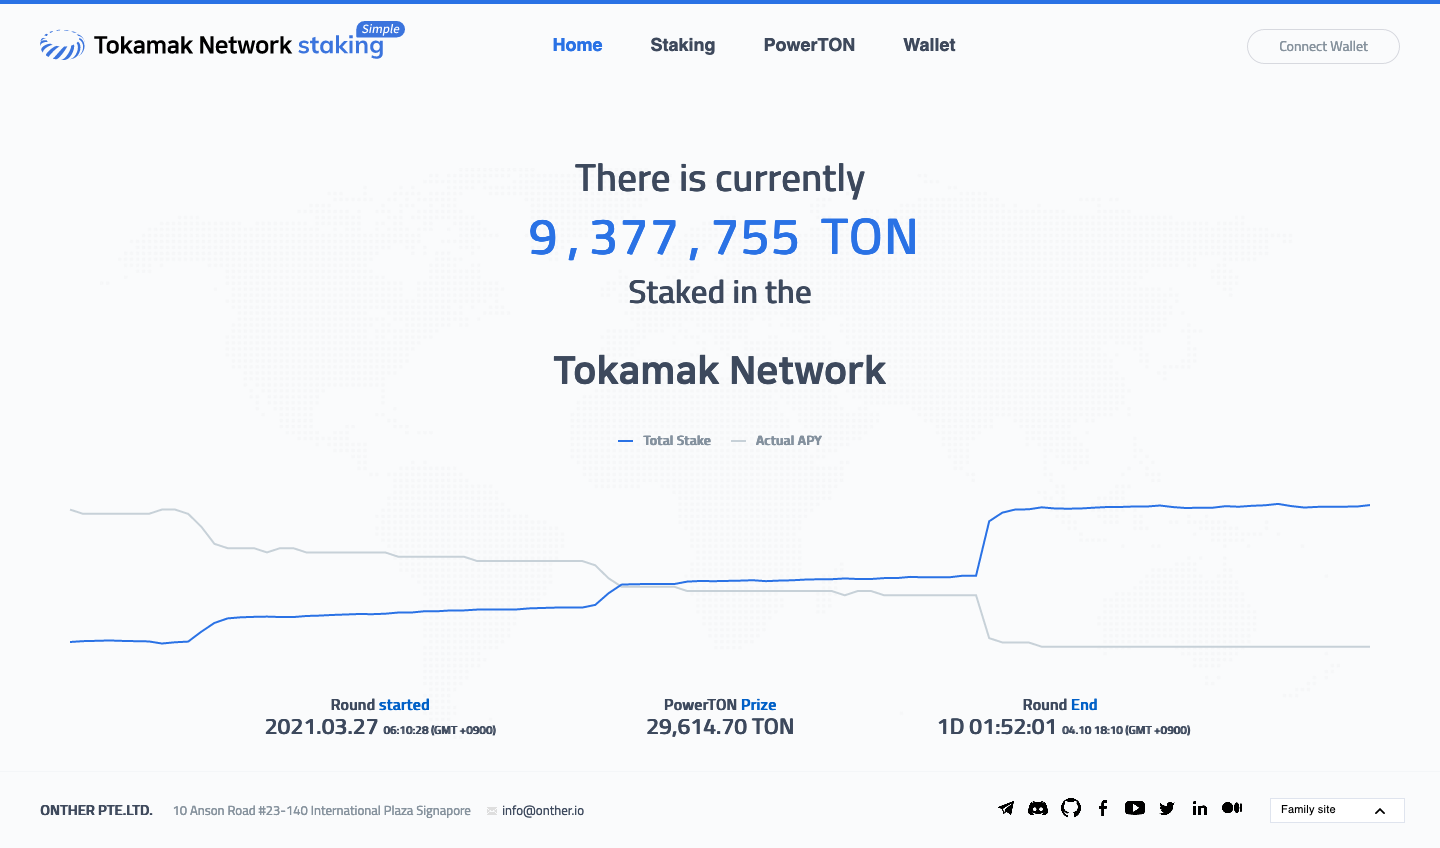 Tokamak Network staking Simple
Home Staking PowerTON Wallet
Connect Wallet
There is currently
9,377,755 TON
Staked in the
Tokamak Network
Total Stake Actual APY
Round started
2021.03.27 06:10:28 (GMT +0900)
PowerTON Prize
29,614.70 TON
Round End
1D 01:52:01 04.10 18:10 (GMT +0900)
ONTHER PTE.LTD. 10 Anson Road #23-140 International Plaza Signapore info@onther.io
Family site